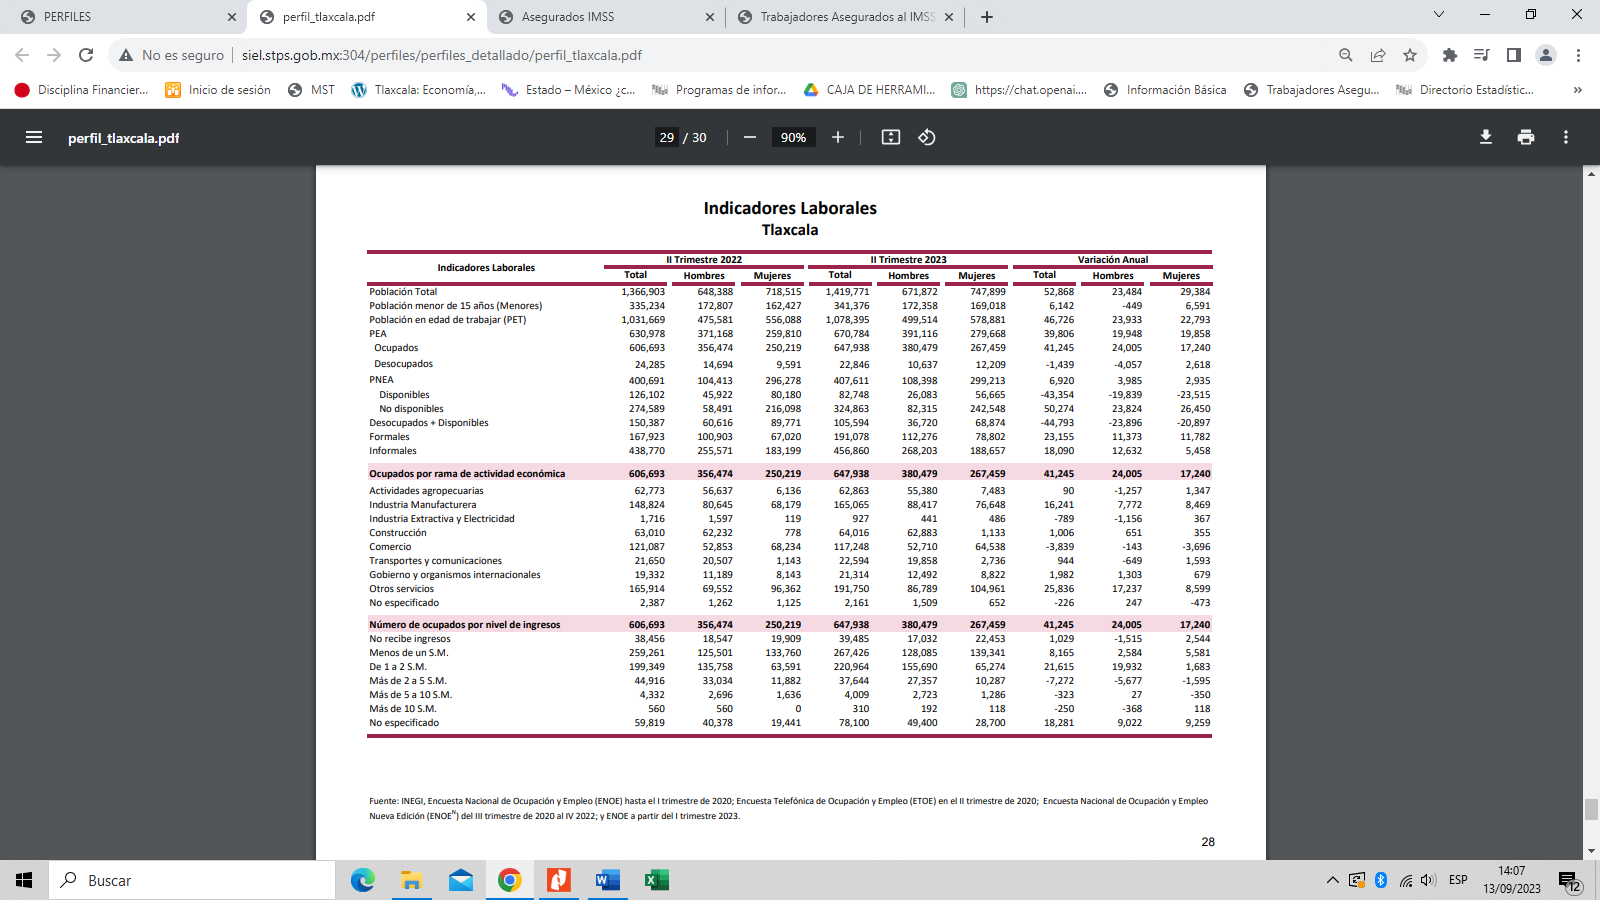 PERFILES
perfil_tlaxcala.pdf
Asegurados IMSS
Trabajadores Asegurados al IMSS
No es seguro
siel.stps.gob.mx:304/perfiles/perfiles_detallado/perfil_tlaxcala.pdf
Disciplina Financier...
Inicio de sesión
MST
Tlaxcala: Economía,...
Estado – México ¿c...
Programas de infor...
CAJA DE HERRAMI...
https://chat.openai....
Información Básica
Trabajadores Asegu...
Directorio Estadístic...
»
perfil_tlaxcala.pdf
29 / 30
90%
Indicadores Laborales
Tlaxcala
Indicadores Laborales II Trimestre 2022 II Trimestre 2023 Variación Anual
Total Hombres Mujeres Total Hombres Mujeres Total Hombres Mujeres
Población Total 1,366,903 648,388 718,515 1,419,771 671,872 747,899 52,868 23,484 29,384
Población menor de 15 años (Menores) 335,234 172,807 162,427 341,376 172,358 169,018 6,142 -449 6,591
Población en edad de trabajar (PET) 1,031,669 475,581 556,088 1,078,395 499,514 578,881 46,726 23,933 22,793
PEA 630,978 371,168 259,810 670,784 391,116 279,668 39,806 19,948 19,858
Ocupados 606,693 356,474 250,219 647,938 380,479 267,459 41,245 24,005 17,240
Desocupados 24,285 14,694 9,591 22,846 10,637 12,209 -1,439 -4,057 2,618
PNEA 400,691 104,413 296,278 407,611 108,398 299,213 6,920 3,985 2,935
Disponibles 126,102 45,922 80,180 82,748 26,083 56,665 -43,354 -19,839 -23,515
No disponibles 274,589 58,491 216,098 324,863 82,315 242,548 50,274 23,824 26,450
Desocupados + Disponibles 150,387 60,616 89,771 105,594 36,720 68,874 -44,793 -23,896 -20,897
Formales 167,923 100,903 67,020 191,078 112,276 78,802 23,155 11,373 11,782
Informales 438,770 255,571 183,199 456,860 268,203 188,657 18,090 12,632 5,458
Ocupados por rama de actividad económica 606,693 356,474 250,219 647,938 380,479 267,459 41,245 24,005 17,240
Actividades agropecuarias 62,773 56,637 6,136 62,863 55,380 7,483 90 -1,257 1,347
Industria Manufacturera 148,824 80,645 68,179 165,065 88,417 76,648 16,241 7,772 8,469
Industria Extractiva y Electricidad 1,716 1,597 119 927 441 486 -789 -1,156 367
Construcción 63,010 62,232 778 64,016 62,883 1,133 1,006 651 355
Comercio 121,087 52,853 68,234 117,248 52,710 64,538 -3,839 -143 -3,696
Transportes y comunicaciones 21,650 20,507 1,143 22,594 19,858 2,736 944 -649 1,593
Gobierno y organismos internacionales 19,332 11,189 8,143 21,314 12,492 8,822 1,982 1,303 679
Otros servicios 165,914 69,552 96,362 191,750 86,789 104,961 25,836 17,237 8,599
No especificado 2,387 1,262 1,125 2,161 1,509 652 -226 247 -473
Número de ocupados por nivel de ingresos 606,693 356,474 250,219 647,938 380,479 267,459 41,245 24,005 17,240
No recibe ingresos 38,456 18,547 19,909 39,485 17,032 22,453 1,029 -1,515 2,544
Menos de un S.M. 259,261 125,501 133,760 267,426 128,085 139,341 8,165 2,584 5,581
De 1 a 2 S.M. 199,349 135,758 63,591 220,964 155,690 65,274 21,615 19,932 1,683
Más de 2 a 5 S.M. 44,916 33,034 11,882 37,644 27,357 10,287 -7,272 -5,677 -1,595
Más de 5 a 10 S.M. 4,332 2,696 1,636 4,009 2,723 1,286 -323 27 -350
Más de 10 S.M. 560 560 0 310 192 118 -250 -368 118
No especificado 59,819 40,378 19,441 78,100 49,400 28,700 18,281 9,022 9,259
Fuente: INEGI, Encuesta Nacional de Ocupación y Empleo (ENOE) hasta el I trimestre de 2020; Encuesta Telefónica de Ocupación y Empleo (ETOE) en el II trimestre de 2020; Encuesta Nacional de Ocupación y Empleo
Nueva Edición (ENOEᴺ) del III trimestre de 2020 al IV 2022; y ENOE a partir del I trimestre 2023.
28
Buscar
ESP
14:07
13/09/2023
12